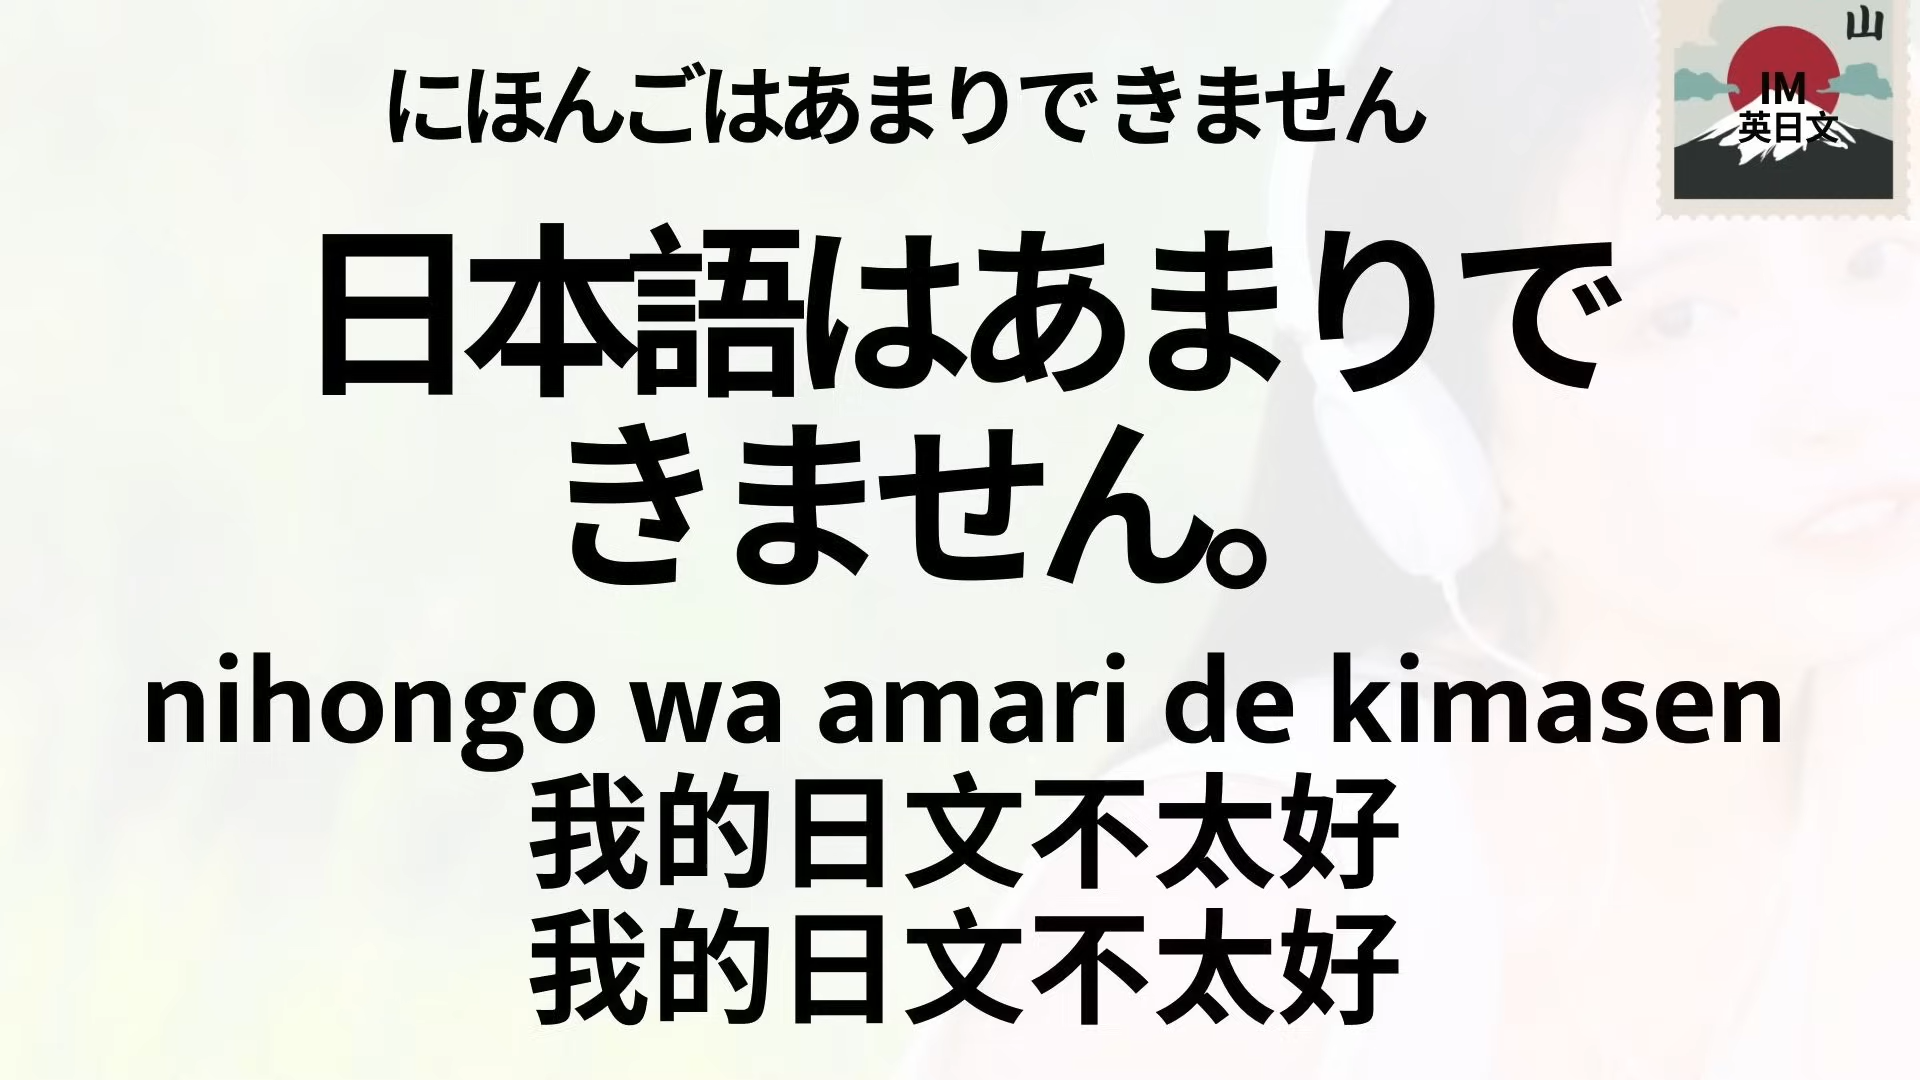 山
IM
英日文
にほんごはあまりで きません
日本語はあまりで
きません。
nihongo wa amari de kimasen
我的日文不太好
我的日文不太好